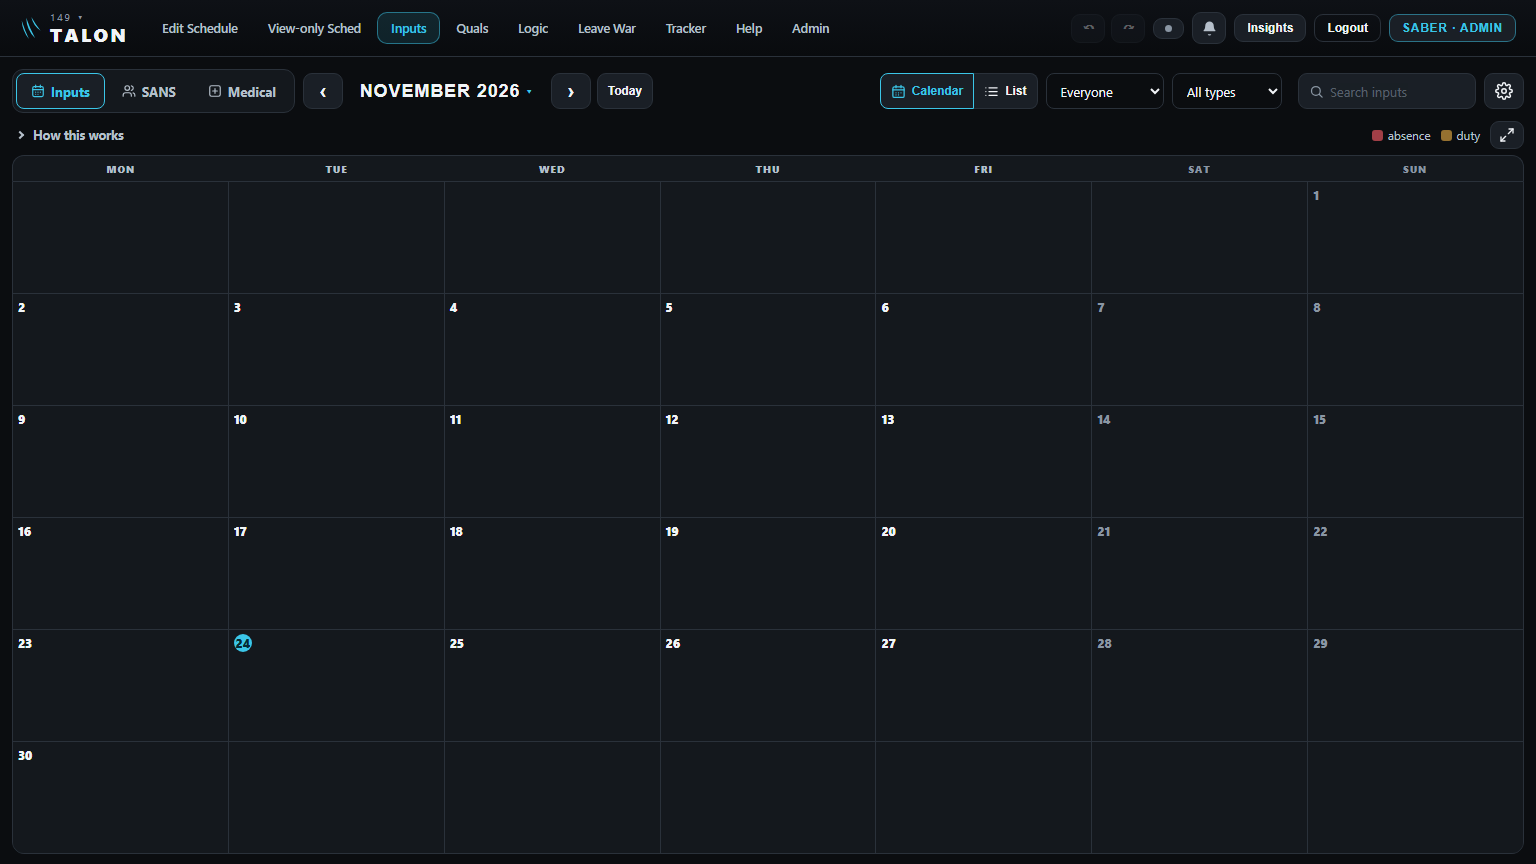 149 ▾
TALON
Edit Schedule
View-only Sched
Inputs
Quals
Logic
Leave War
Tracker
Help
Admin
Insights
Logout
SABER · ADMIN
Inputs
SANS
Medical
‹
NOVEMBER 2026 ▾
›
Today
Calendar
List
Everyone
All types
Search inputs
How this works
absence
duty
MON TUE WED THU FRI SAT SUN
1
2 3 4 5 6 7 8
9 10 11 12 13 14 15
16 17 18 19 20 21 22
23 24 25 26 27 28 29
30